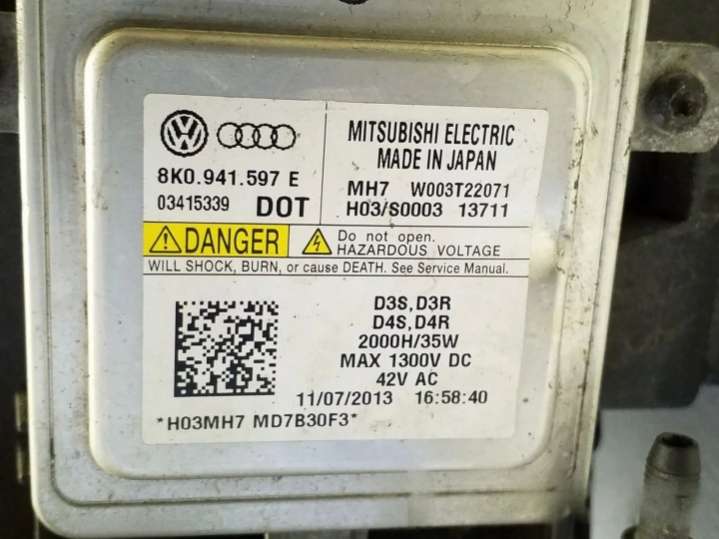 8K0.941.597 E
03415339 DOT
MITSUBISHI ELECTRIC
MADE IN JAPAN
MH7 W003T22071
H03/S0003 13711
DANGER
Do not open.
HAZARDOUS VOLTAGE
WILL SHOCK, BURN, or cause DEATH. See Service Manual.
D3S,D3R
D4S,D4R
2000H/35W
MAX 1300V DC
42V AC
11/07/2013 16:58:40
*H03MH7 MD7B30F3*